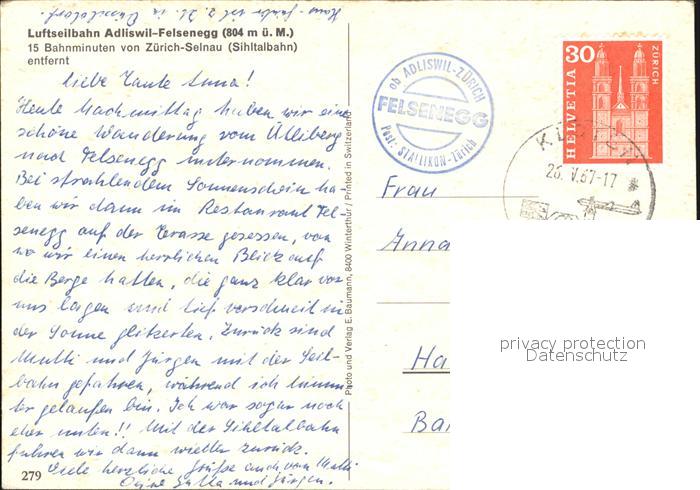 Luftseilbahn Adliswil-Felsenegg (804 m ü. M.)
15 Bahnminuten von Zürich-Selnau (Sihltalbahn)
entfernt
liebe Tante Anna!
Heute Nachmittag haben wir eine
schöne Wanderung vom Ütliberg
nach Felsenegg unternommen.
Bei strahlendem Sonnenschein ha-
ben wir dann im Restaurant Fel-
senegg auf der Terasse gesessen, von
wo wir einen herrlichen Blick auf
die Berge hatten, die ganz klar vor
uns lagen und tief verschneit in
der Sonne glitzerten. Zurück sind
Mutti und Jürgen mit der Seil-
bahn gefahren, während ich hinun-
ter gelaufen bin. Ich war sogar noch
eher unten!! Mit der Sihltalbahn
fuhren wir dann wieder zurück.
Viele herzliche Grüße auch von Mutti
Deine und Jürgen.
279
Photo und Verlag E. Baumann, 8400 Winterthur / Printed in Switzerland
ob ADLISWIL-ZÜRICH
FELSENEGG
Post: STALLIKON-Zürich
30
HELVETIA
ZÜRICH
26. V. 67-17
Frau
Anna
Ha
Ba
privacy protection
Datenschutz